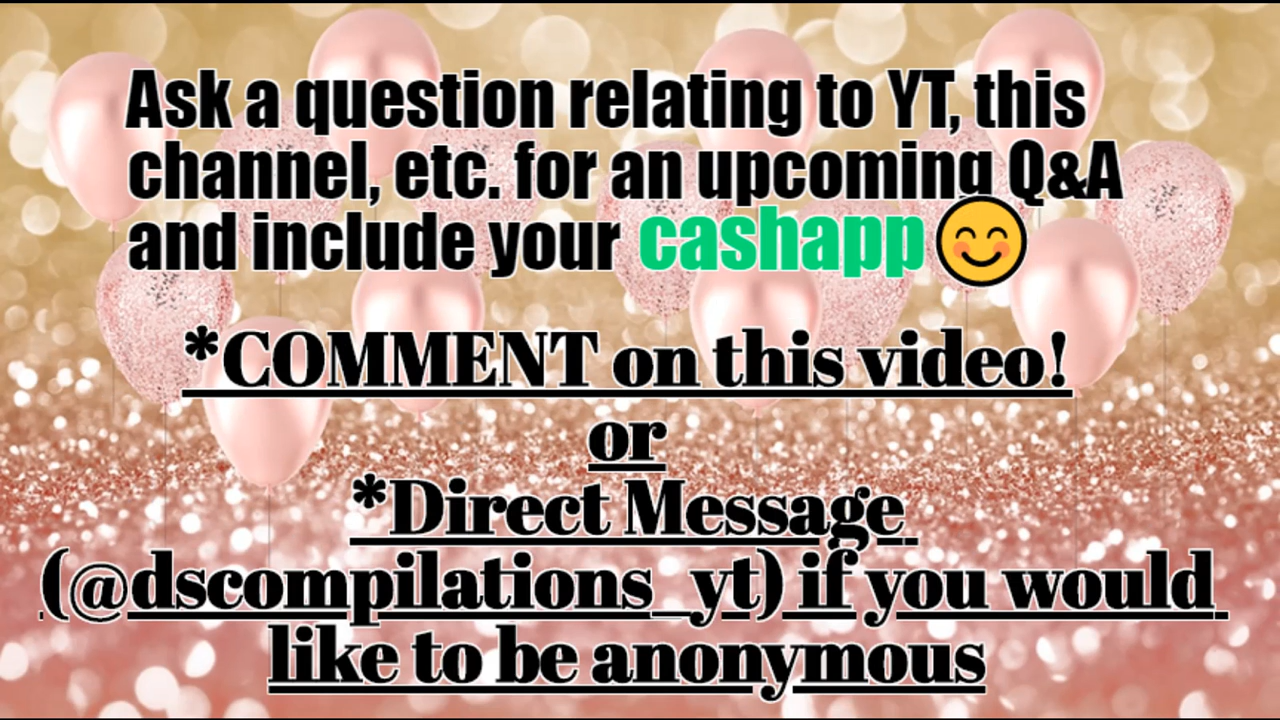 Ask a question relating to YT, this
channel, etc. for an upcoming Q&A
and include your cashapp 😊
*COMMENT on this video!
or
*Direct Message
(@dscompilations_yt) if you would
like to be anonymous